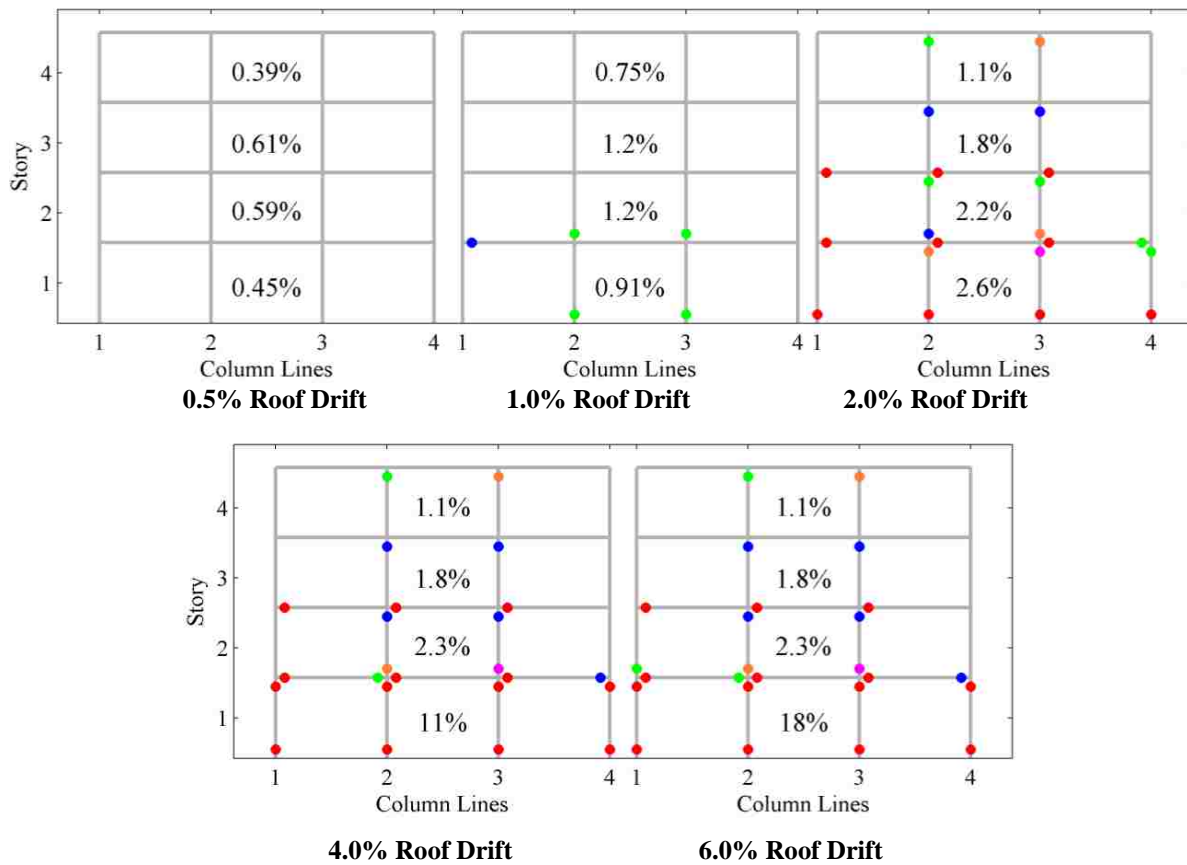 4
3
2
1
Story
0.39%
0.61%
0.59%
0.45%
1 2 3 4
Column Lines
0.5% Roof Drift
0.75%
1.2%
1.2%
0.91%
1 2 3 4
Column Lines
1.0% Roof Drift
1.1%
1.8%
2.2%
2.6%
1 2 3 4
Column Lines
2.0% Roof Drift
4
3
2
1
Story
1.1%
1.8%
2.3%
11%
1 2 3 4
Column Lines
4.0% Roof Drift
1.1%
1.8%
2.3%
18%
1 2 3 4
Column Lines
6.0% Roof Drift